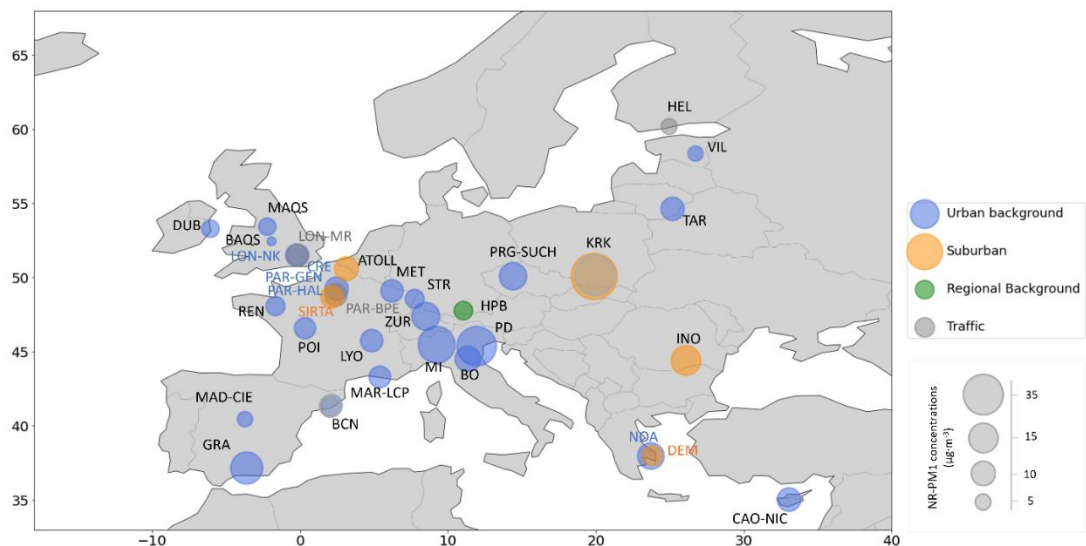 65
60
55
50
45
40
35
−10
0
10
20
30
40
HEL
VIL
TAR
MAQS
DUB
BAQS
LON-MR
LON-NK
CRE
ATOLL
PAR-GEN
PAR-HAL
MET
STR
PRG-SUCH
KRK
REN
SIRTA
PAR-BPE
ZUR
HPB
PD
POI
LYO
MI
BO
INO
MAR-LCP
MAD-CIE
BCN
GRA
NOA
DEM
CAO-NIC
Urban background
Suburban
Regional Background
Traffic
NR-PM1 concentrations
(µg·m⁻³)
35
15
10
5